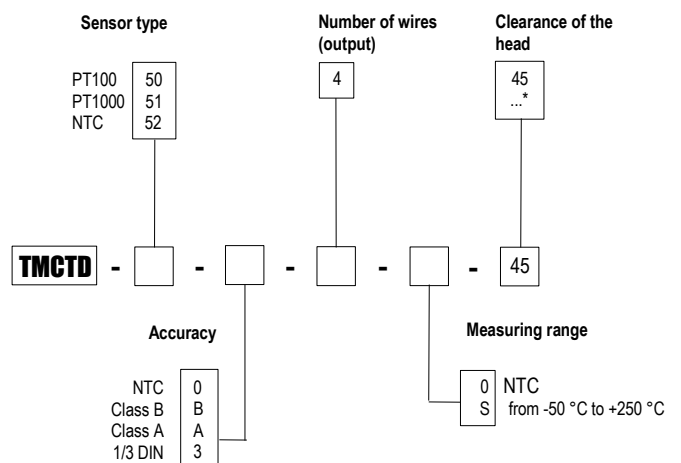 Sensor type
Number of wires
(output)
Clearance of the
head
PT100 50
PT1000 51
NTC 52
4
45
...*
TMCTD - - - - - 45
Accuracy
Measuring range
NTC 0
Class B B
Class A A
1/3 DIN 3
0 NTC
S from -50 °C to +250 °C